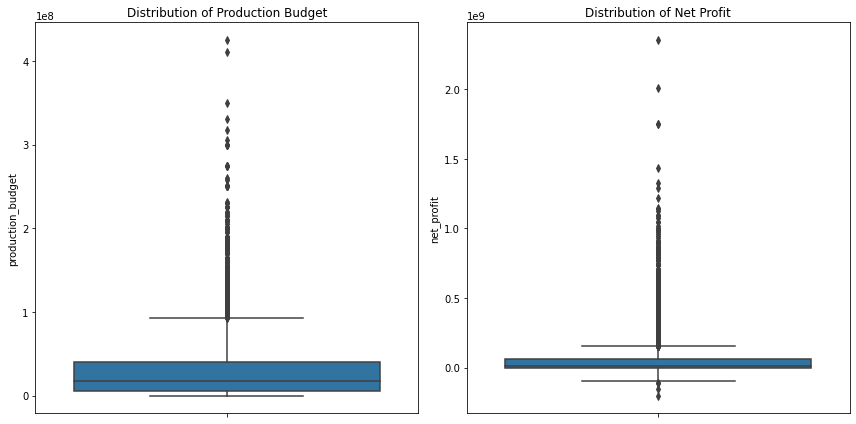 Distribution of Production Budget
1e8
4
3
2
1
0
production_budget
Distribution of Net Profit
1e9
2.0
1.5
1.0
0.5
0.0
net_profit